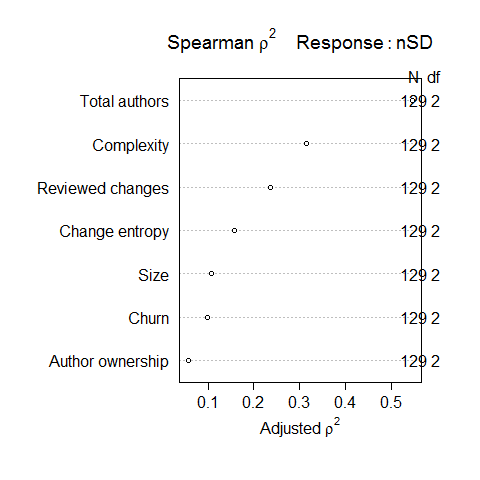 Spearman ρ² Response : nSD
N df
Total authors 129 2
Complexity 129 2
Reviewed changes 129 2
Change entropy 129 2
Size 129 2
Churn 129 2
Author ownership 129 2
0.1 0.2 0.3 0.4 0.5
Adjusted ρ²